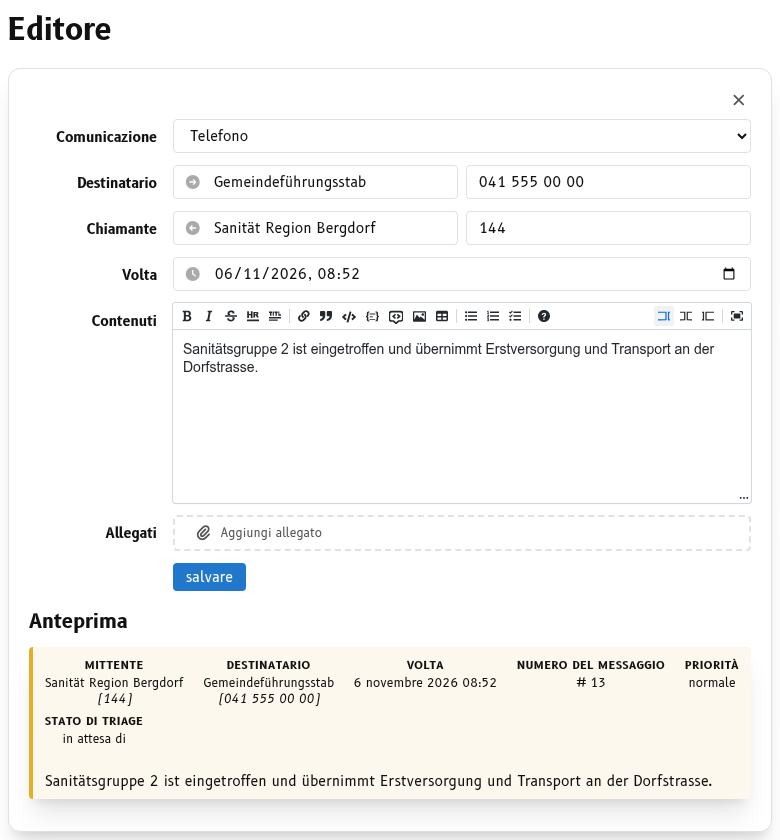 Editore
Comunicazione
Telefono
Destinatario
Gemeindeführungsstab
041 555 00 00
Chiamante
Sanität Region Bergdorf
144
Volta
06/11/2026, 08:52
Contenuti
B I S HR TITL
Sanitätsgruppe 2 ist eingetroffen und übernimmt Erstversorgung und Transport an der
Dorfstrasse.
Allegati
Aggiungi allegato
salvare
Anteprima
MITTENTE DESTINATARIO VOLTA NUMERO DEL MESSAGGIO PRIORITÀ
Sanität Region Bergdorf Gemeindeführungsstab 6 novembre 2026 08:52 # 13 normale
[144] [041 555 00 00]
STATO DI TRIAGE
in attesa di
Sanitätsgruppe 2 ist eingetroffen und übernimmt Erstversorgung und Transport an der Dorfstrasse.